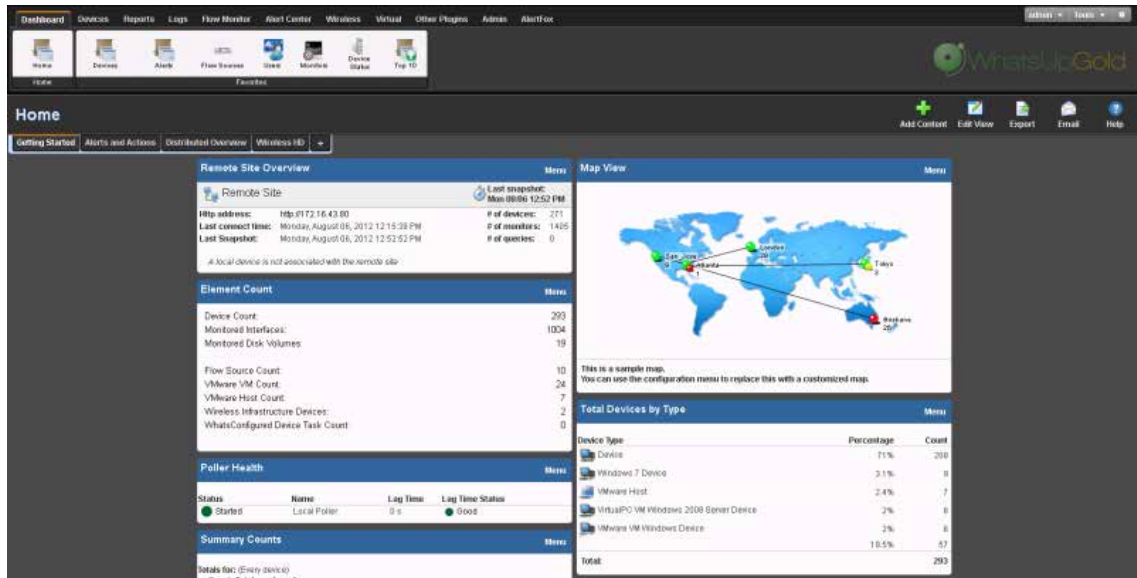 Dashboard Devices Reports Logs Flow Monitor Alert Center Wireless Virtual Other Plugins Admin AlertFox
admin Tools
Home Devices Alerts Flow Sources Users Monitors Device Status Top 10
Home Favorites
WhatsUpGold
Home
Add Content Edit View Export Email Help
Getting Started Alerts and Actions Distributed Overview Wireless HD +
Remote Site Overview Menu
Remote Site
Last snapshot:
Mon 08/06 12:52 PM
Http address: http://172.16.43.80 # of devices: 271
Last connect time: Monday, August 06, 2012 12:15:38 PM # of monitors: 1405
Last Snapshot: Monday, August 06, 2012 12:52:52 PM # of queries: 0
A local device is not associated with the remote site
Element Count Menu
Device Count: 293
Monitored Interfaces: 1004
Monitored Disk Volumes: 19
Flow Source Count: 10
VMware VM Count: 24
VMware Host Count: 7
Wireless Infrastructure Devices: 2
WhatsConfigured Device Task Count 0
Poller Health Menu
Status Name Lag Time Lag Time Status
Started Local Poller 0 s Good
Summary Counts Menu
Totals for: (Every device)
Map View Menu
San Jose
9
Atlanta
1
London
Tokyo
Brisbane
This is a sample map.
You can use the configuration menu to replace this with a customized map.
Total Devices by Type Menu
Device Type Percentage Count
Device 71% 208
Windows 7 Device 3.1% 9
VMware Host 2.4% 7
VirtualPC VM Windows 2008 Server Device 2% 6
VMware VM Windows Device 2% 6
19.5% 57
Total: 293